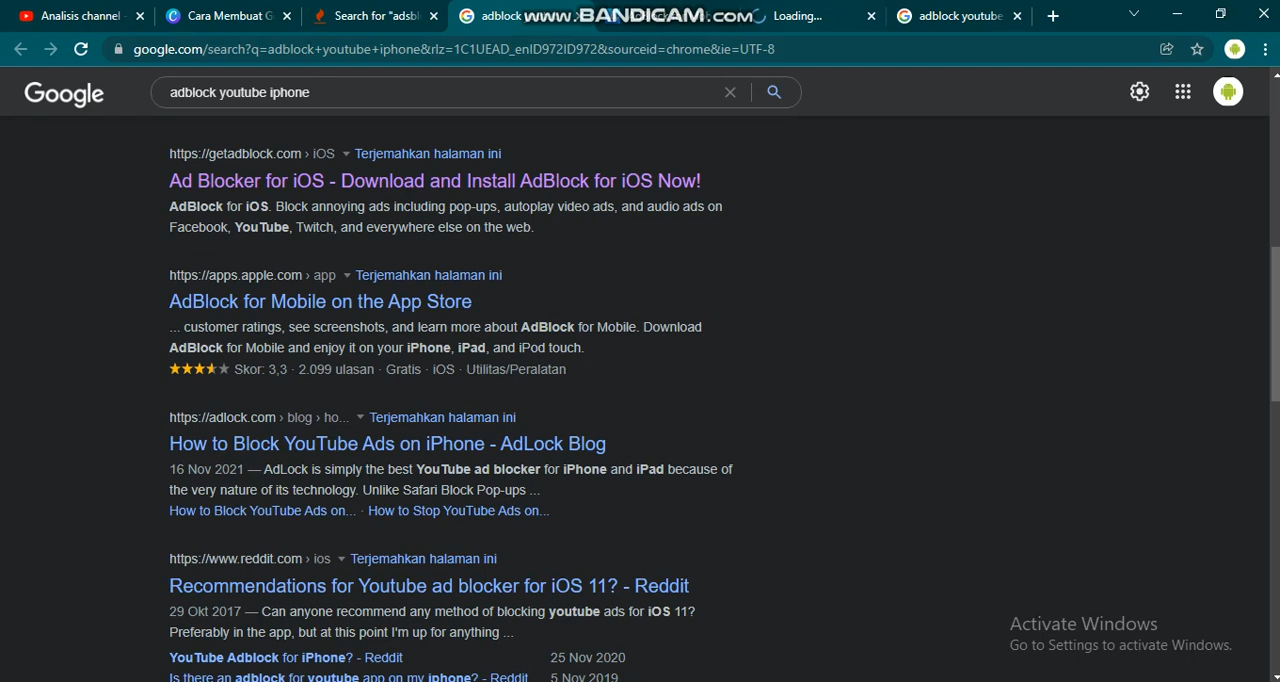 Analisis channel
Cara Membuat G
Search for "adsbl
adblock
www.BANDICAM.com
Loading...
adblock youtube
google.com/search?q=adblock+youtube+iphone&rlz=1C1UEAD_enID972ID972&sourceid=chrome&ie=UTF-8
Google
adblock youtube iphone
https://getadblock.com › iOS Terjemahkan halaman ini
Ad Blocker for iOS - Download and Install AdBlock for iOS Now!
AdBlock for iOS. Block annoying ads including pop-ups, autoplay video ads, and audio ads on
Facebook, YouTube, Twitch, and everywhere else on the web.
https://apps.apple.com › app Terjemahkan halaman ini
AdBlock for Mobile on the App Store
... customer ratings, see screenshots, and learn more about AdBlock for Mobile. Download
AdBlock for Mobile and enjoy it on your iPhone, iPad, and iPod touch.
Skor: 3,3 · 2.099 ulasan · Gratis · iOS · Utilitas/Peralatan
https://adlock.com › blog › ho... Terjemahkan halaman ini
How to Block YouTube Ads on iPhone - AdLock Blog
16 Nov 2021 — AdLock is simply the best YouTube ad blocker for iPhone and iPad because of
the very nature of its technology. Unlike Safari Block Pop-ups ...
How to Block YouTube Ads on... · How to Stop YouTube Ads on...
https://www.reddit.com › ios Terjemahkan halaman ini
Recommendations for Youtube ad blocker for iOS 11? - Reddit
29 Okt 2017 — Can anyone recommend any method of blocking youtube ads for iOS 11?
Preferably in the app, but at this point I'm up for anything ...
YouTube Adblock for iPhone? - Reddit 25 Nov 2020
Is there an adblock for youtube app on my iphone? - Reddit 5 Nov 2019
Activate Windows
Go to Settings to activate Windows.